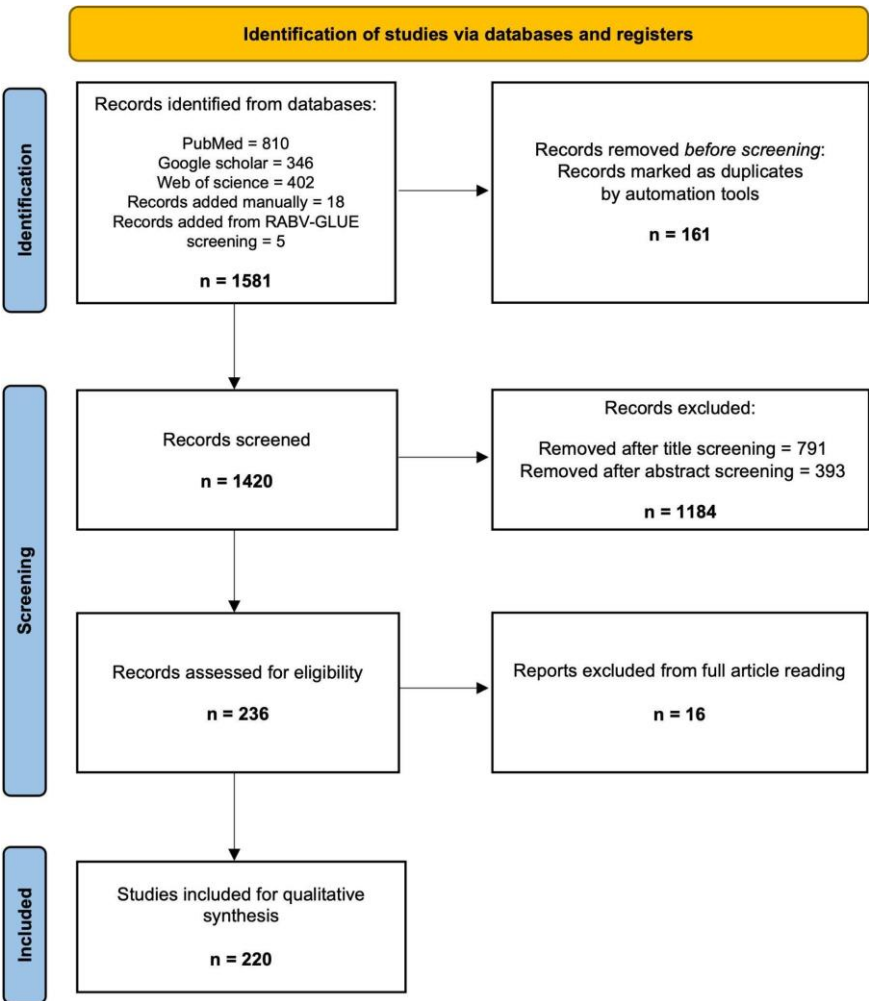 Identification of studies via databases and registers
Identification
Records identified from databases:
PubMed = 810
Google scholar = 346
Web of science = 402
Records added manually = 18
Records added from RABV-GLUE
screening = 5
n = 1581
Records removed before screening:
Records marked as duplicates
by automation tools
n = 161
Screening
Records screened
n = 1420
Records excluded:
Removed after title screening = 791
Removed after abstract screening = 393
n = 1184
Records assessed for eligibility
n = 236
Reports excluded from full article reading
n = 16
Included
Studies included for qualitative
synthesis
n = 220